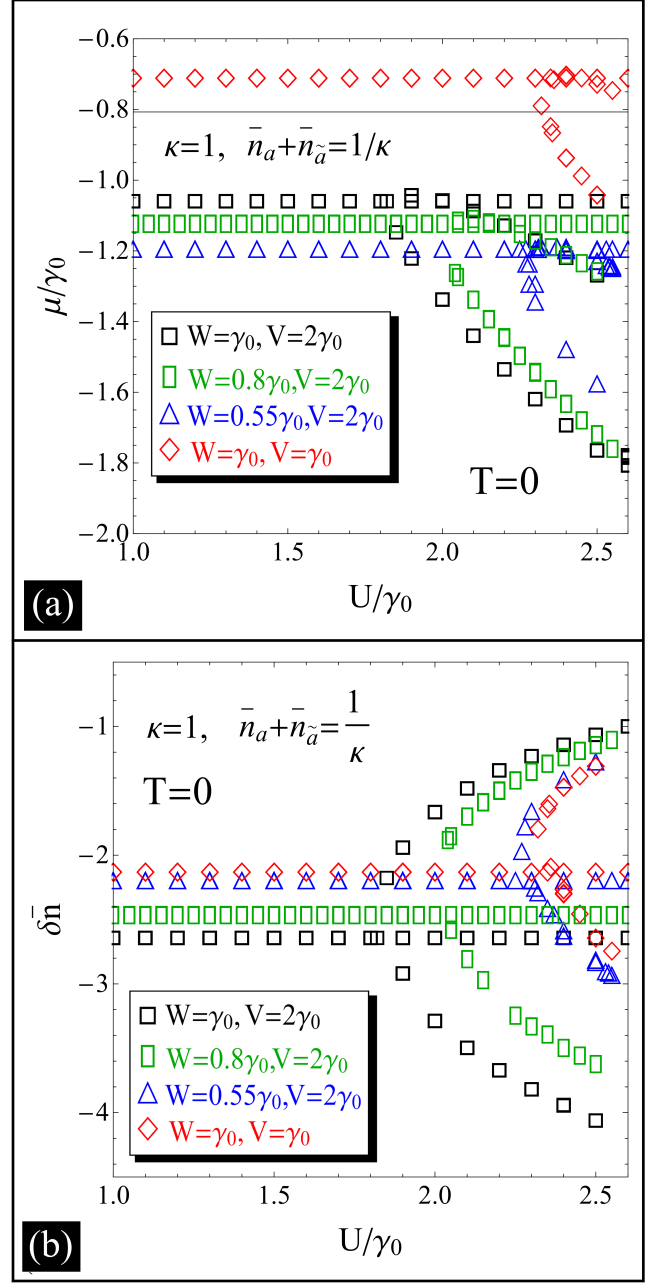 −0.6
−0.8
κ=1, n̄ₐ+n̄ₐ̃=1/κ
−1.0
−1.2
μ/γ₀
−1.4
W=γ₀, V=2γ₀
W=0.8γ₀,V=2γ₀
−1.6
W=0.55γ₀,V=2γ₀
W=γ₀, V=γ₀
−1.8
T=0
−2.0
1.0 1.5 2.0 2.5
U/γ₀
(a)
κ=1, n̄ₐ+n̄ₐ̃=1/κ
−1
T=0
−2
δn̄
−3
W=γ₀, V=2γ₀
W=0.8γ₀,V=2γ₀
W=0.55γ₀,V=2γ₀
−4
W=γ₀, V=γ₀
1.0 1.5 2.0 2.5
U/γ₀
(b)